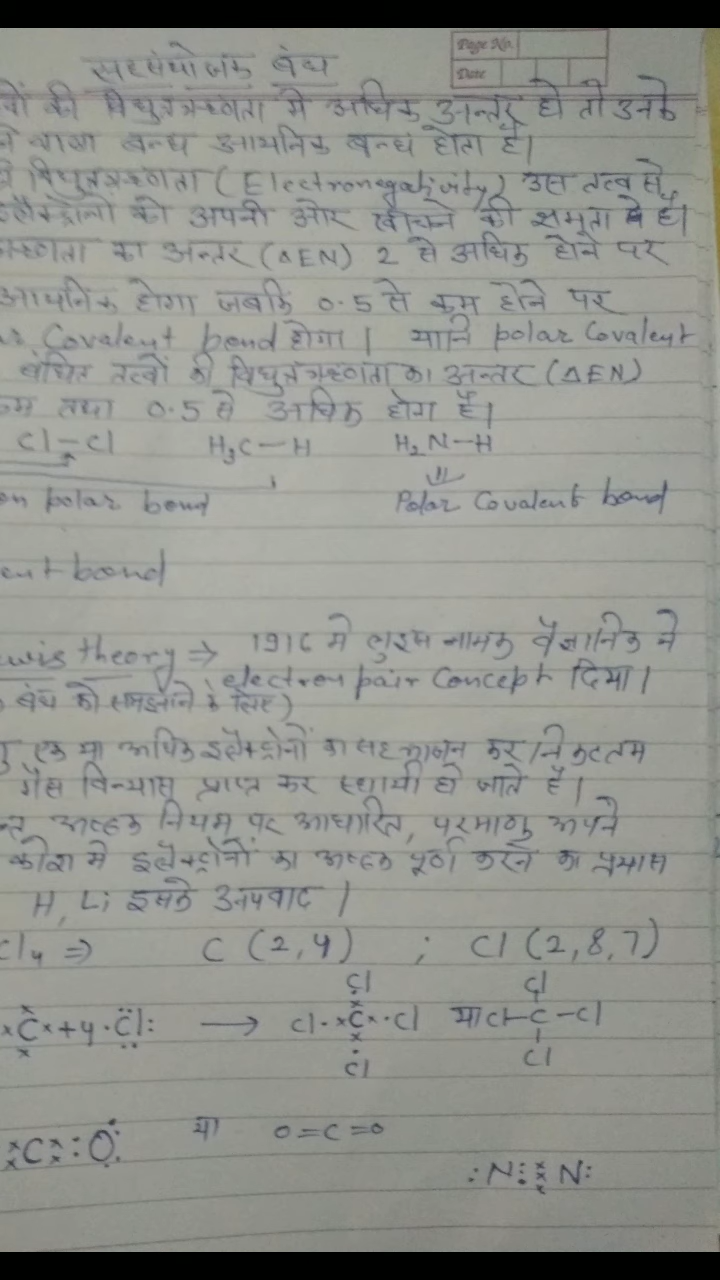 सहसंयोजक बंध
Page No.
Date
वों की विधुतऋणता में अधिक अन्तर हो तो उनके
ने वाला बन्ध आयनिक बन्ध होता है।
विधुतऋणता (Electronegativity) उस तत्व से
इलैक्ट्रोनों को अपनी ओर खींचने की क्षमता है।
ऋणता का अन्तर (ΔEN) 2 से अधिक होने पर
आयनिक होगा जबकि 0.5 से कम होने पर
ar Covalent bond होगा। यानि polar Covalent
बंधित तत्वों की विधुतऋणता का अन्तर (ΔEN)
कम तथा 0.5 से अधिक होगा है।
Cl-Cl H₃C-H H₂N-H
on polar bond Polar Covalent bond
ent bond
ewis theory ⇒ 1916 में लुइस नामक वैज्ञानिक ने
electron pair Concept दिया।
बंध को समझाने के लिए)
एक या अधिक इलैक्ट्रोनों का सहभाजन कर निकटतम
गैस विन्यास प्राप्त कर स्थायी हो जाते है।
अष्टक नियम पर आधारित, परमाणु अपने
कोश में इलैक्ट्रोनों का अष्टक पूर्ण करने का प्रयास
H, Li इसके अपवाद।
Cl₄ ⇒ C (2,4) ; Cl (2,8,7)
Cl Cl
×C×+4·Cl: → Cl·×C×·Cl या Cl-C-Cl
Cl Cl
C : O या O=C=O
:N N: